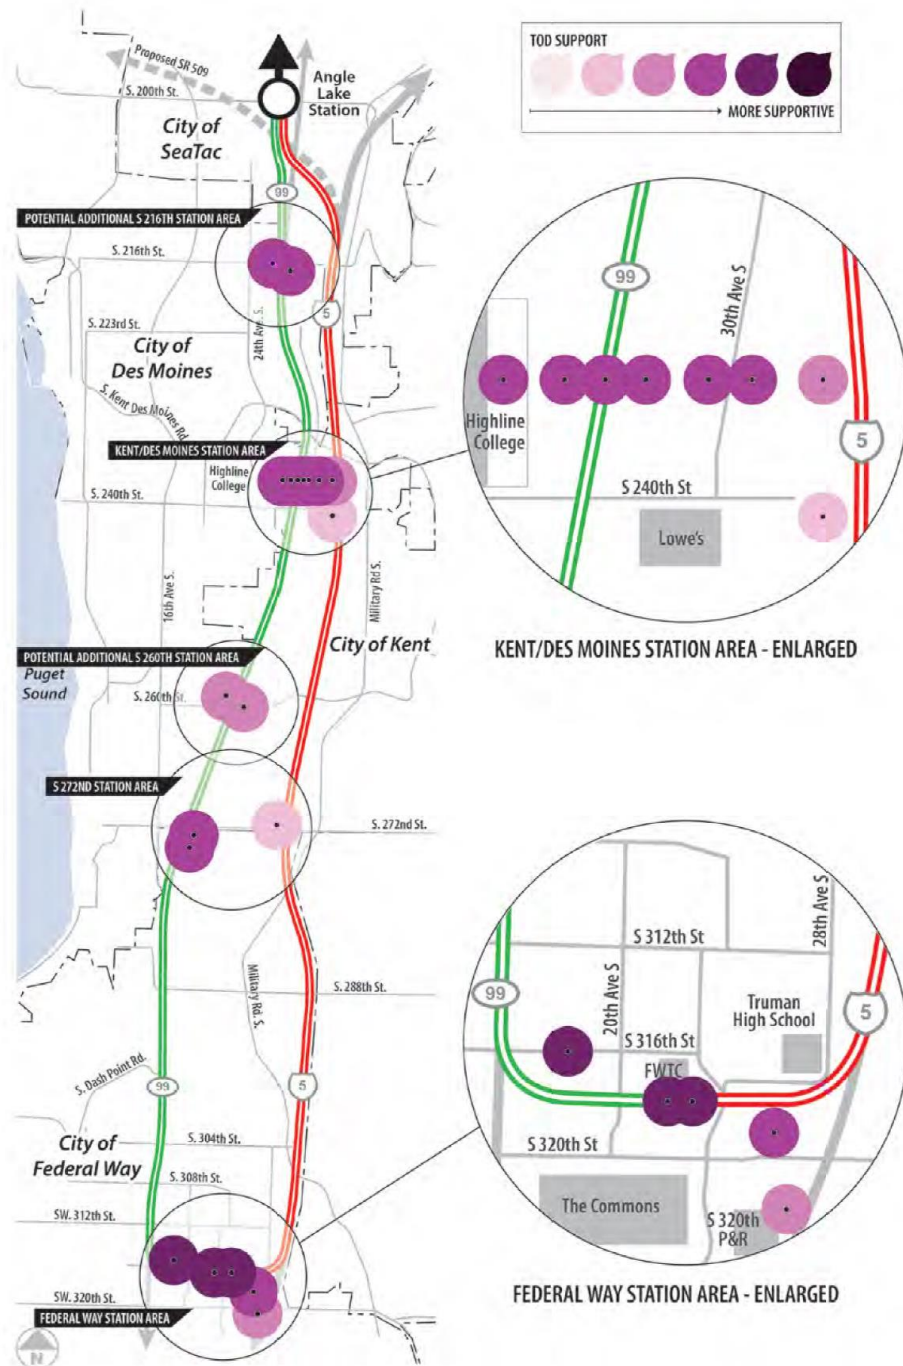 TOD SUPPORT
MORE SUPPORTIVE
Proposed SR 509
S. 200th St.
Angle
Lake
Station
City of
SeaTac
99
POTENTIAL ADDITIONAL S 216TH STATION AREA
S. 216th St.
5
24th Ave. S.
S. 223rd St.
City of
Des Moines
S. Kent Des Moines Rd.
KENT/DES MOINES STATION AREA
Highline
College
S. 240th St.
16th Ave S.
Military Rd S.
City of Kent
POTENTIAL ADDITIONAL S 260TH STATION AREA
Puget
Sound
S. 260th St.
S 272ND STATION AREA
S. 272nd St.
Military Rd. S.
S. 288th St.
S. Dash Point Rd.
99
5
City of
Federal Way
S. 304th St.
S. 308th St.
SW. 312th St.
SW. 320th St.
FEDERAL WAY STATION AREA
N
99
30th Ave S
Highline
College
5
S 240th St
Lowe's
KENT/DES MOINES STATION AREA - ENLARGED
S 312th St
28th Ave S
99
20th Ave S
Truman
High School
5
S 316th St
FWTC
S 320th St
The Commons
S 320th
P&R
FEDERAL WAY STATION AREA - ENLARGED